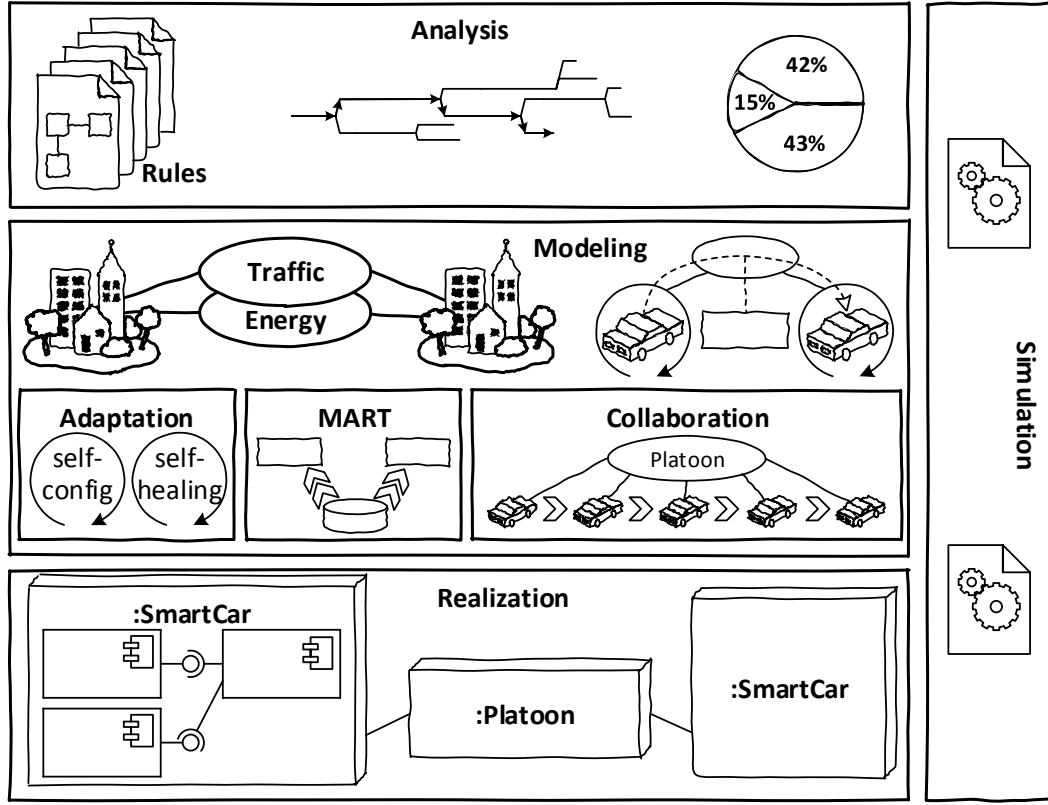 Analysis
42%
15%
43%
Rules
Modeling
Traffic
Energy
Adaptation
self-
config
self-
healing
MART
Collaboration
Platoon
Realization
:SmartCar
:Platoon
:SmartCar
Simulation